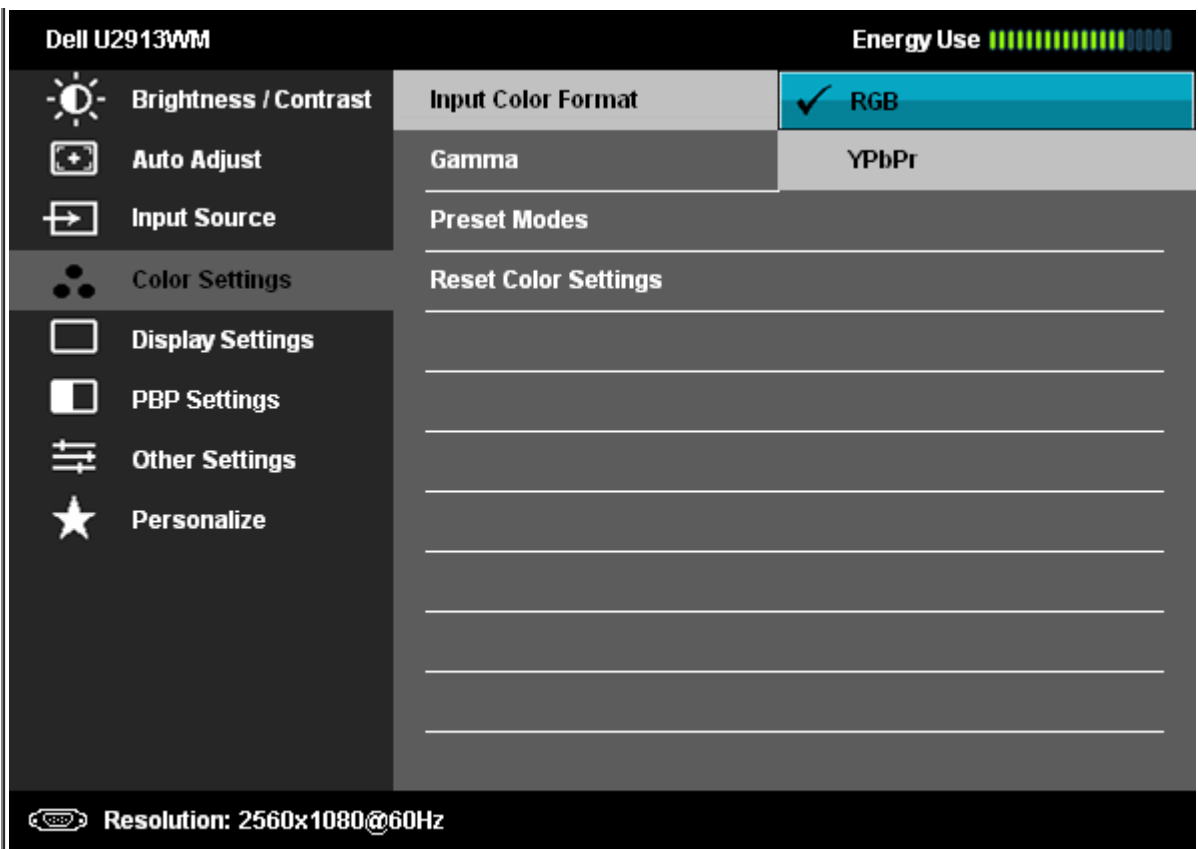 Dell U2913WM Energy Use
Brightness / Contrast Input Color Format RGB
Auto Adjust Gamma YPbPr
Input Source Preset Modes
Color Settings Reset Color Settings
Display Settings
PBP Settings
Other Settings
Personalize
Resolution: 2560x1080@60Hz